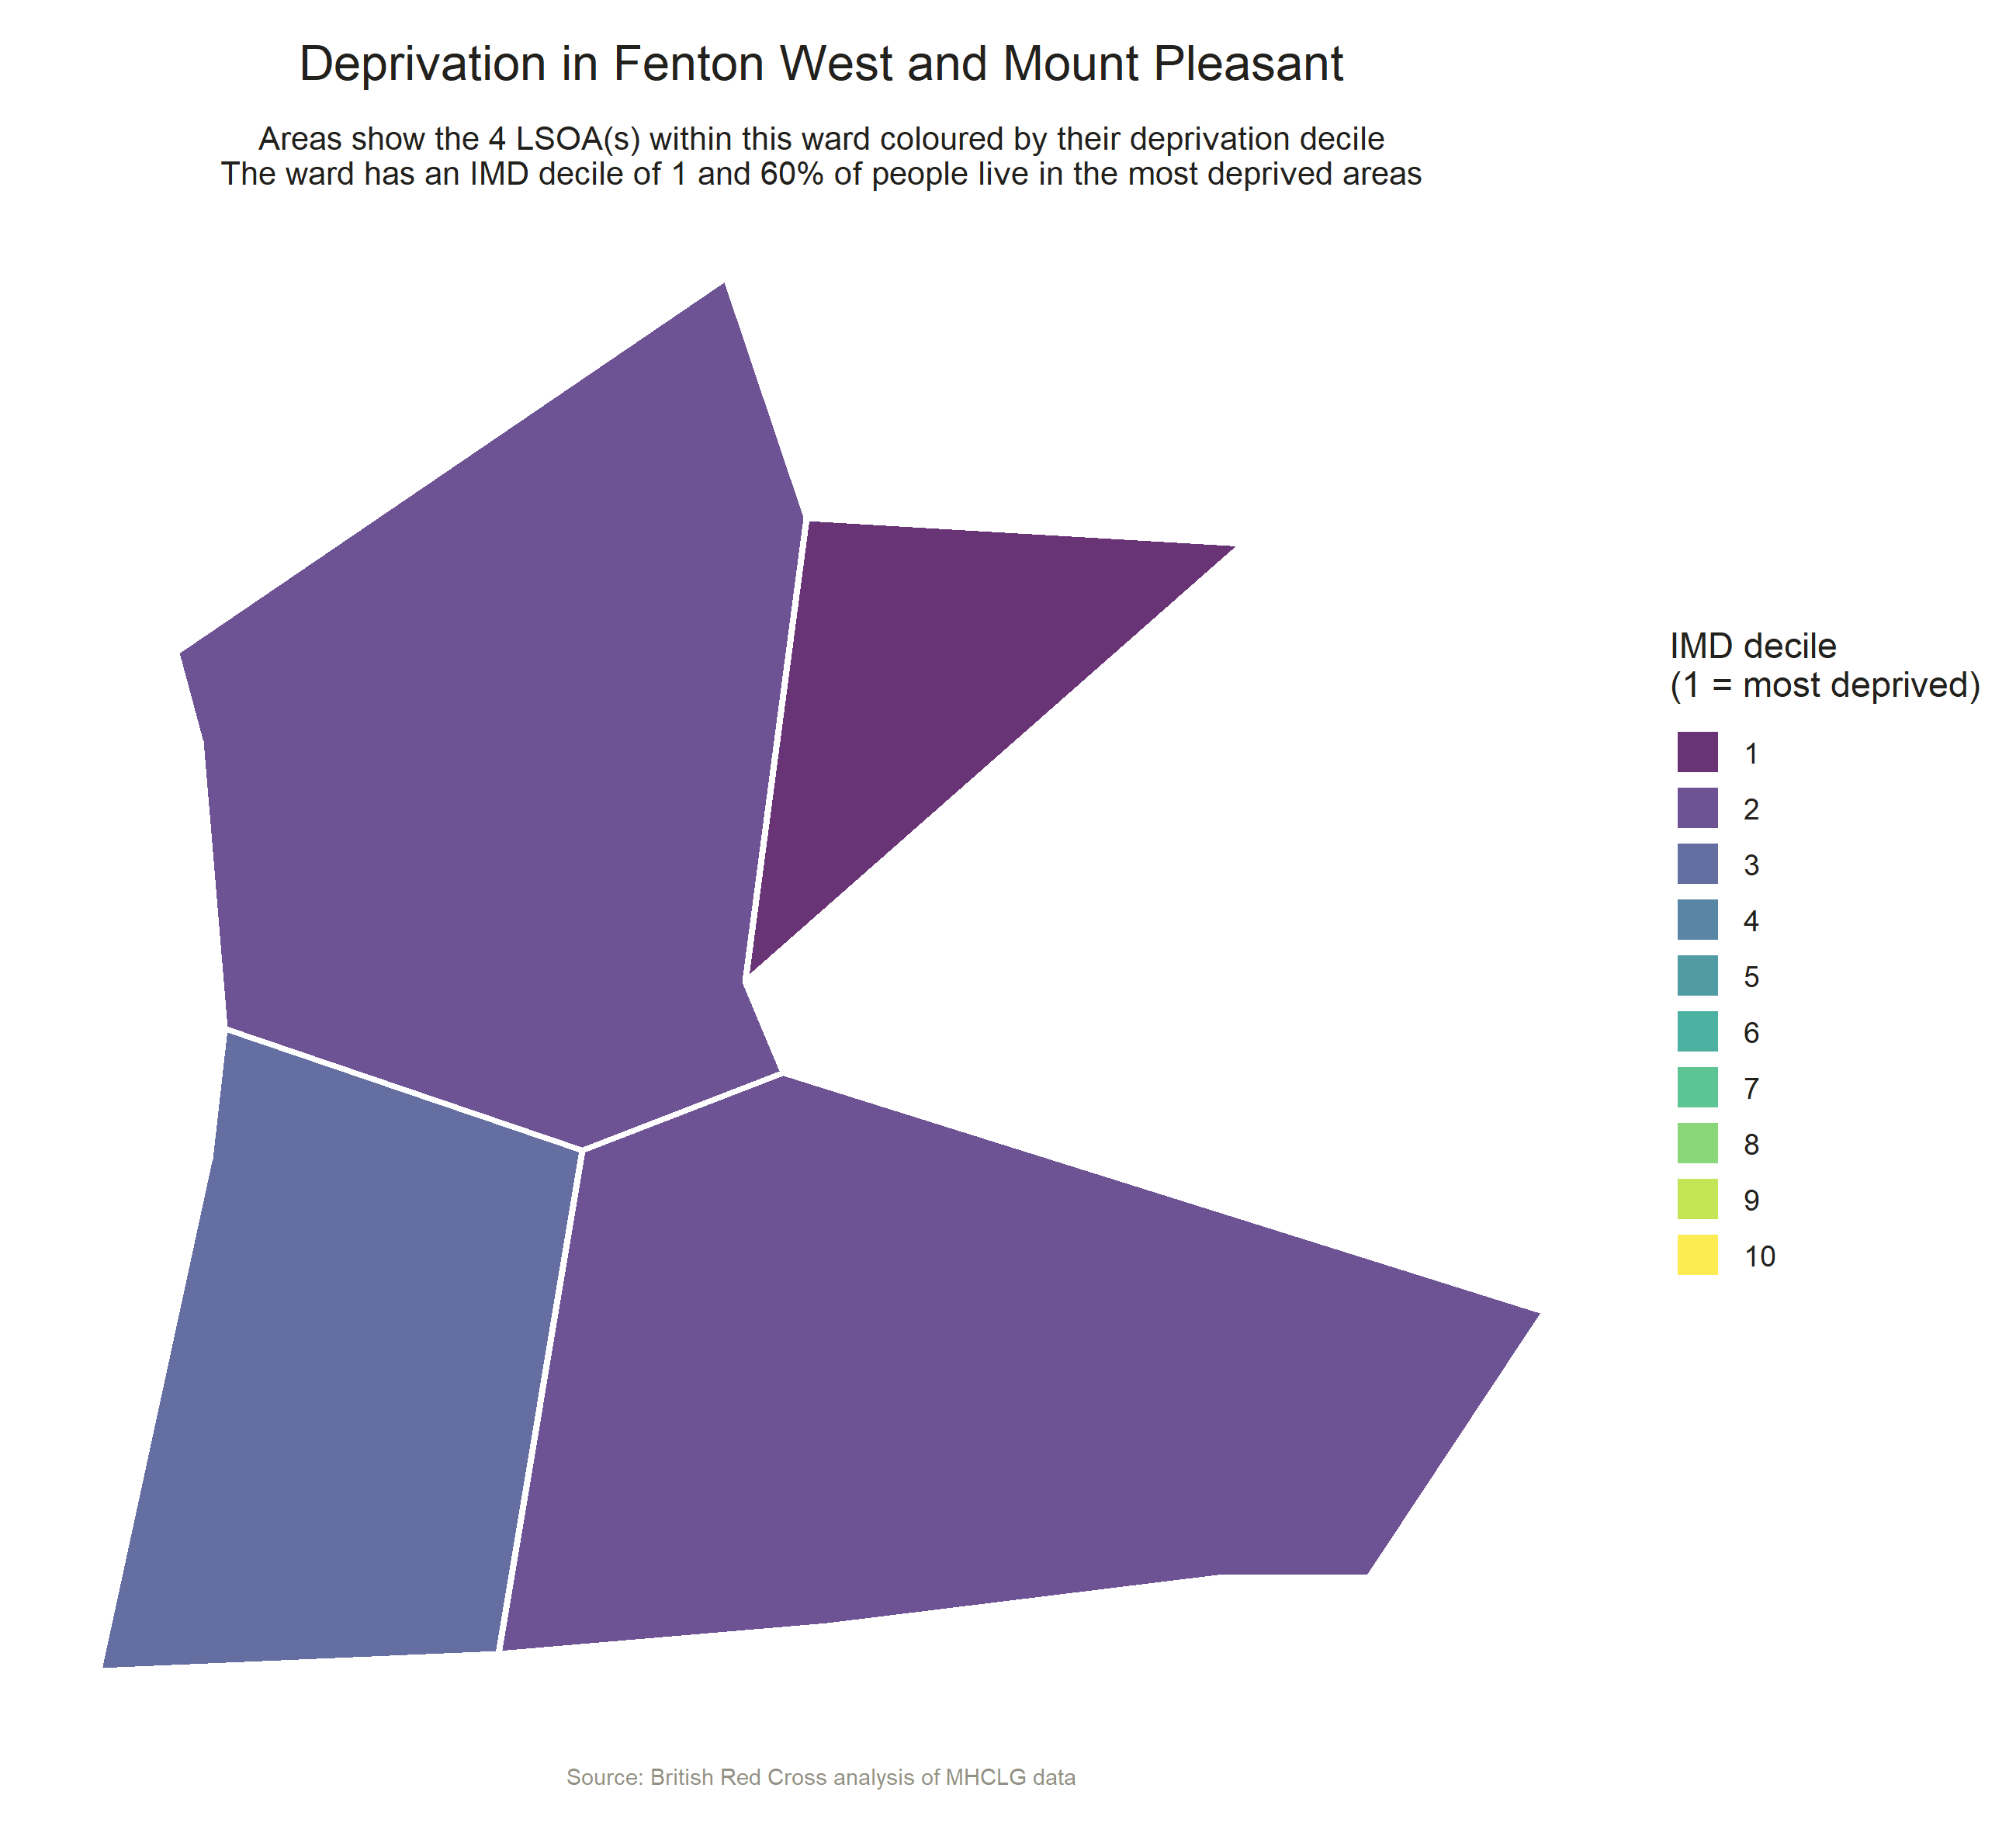 Deprivation in Fenton West and Mount Pleasant
Areas show the 4 LSOA(s) within this ward coloured by their deprivation decile
The ward has an IMD decile of 1 and 60% of people live in the most deprived areas
IMD decile
(1 = most deprived)
1
2
3
4
5
6
7
8
9
10
Source: British Red Cross analysis of MHCLG data